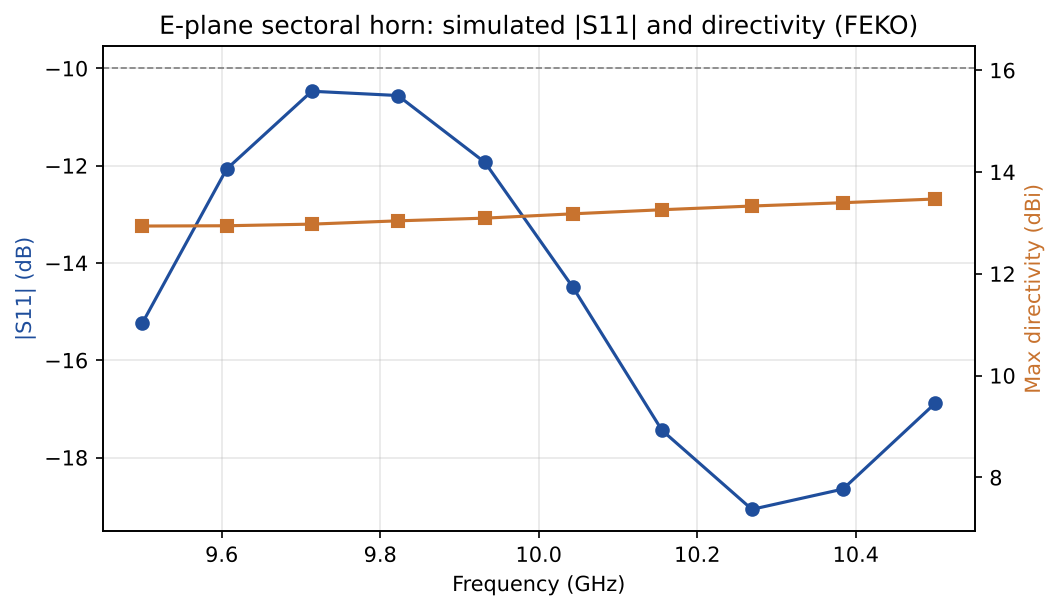 E-plane sectoral horn: simulated |S11| and directivity (FEKO)
|S11| (dB)
−10
−12
−14
−16
−18
16
14
12
10
8
Max directivity (dBi)
9.6 9.8 10.0 10.2 10.4
Frequency (GHz)